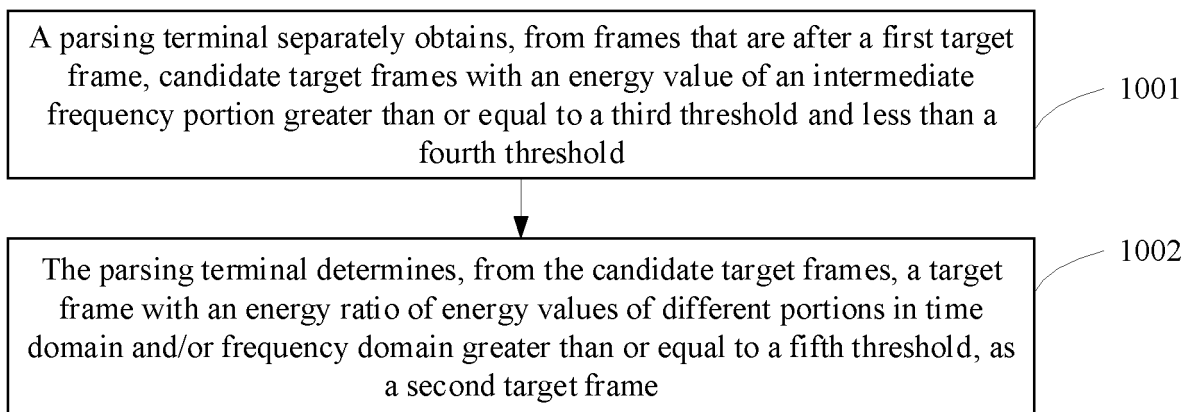 A parsing terminal separately obtains, from frames that are after a first target
frame, candidate target frames with an energy value of an intermediate
frequency portion greater than or equal to a third threshold and less than a
fourth threshold
1001
The parsing terminal determines, from the candidate target frames, a target
frame with an energy ratio of energy values of different portions in time
domain and/or frequency domain greater than or equal to a fifth threshold, as
a second target frame
1002